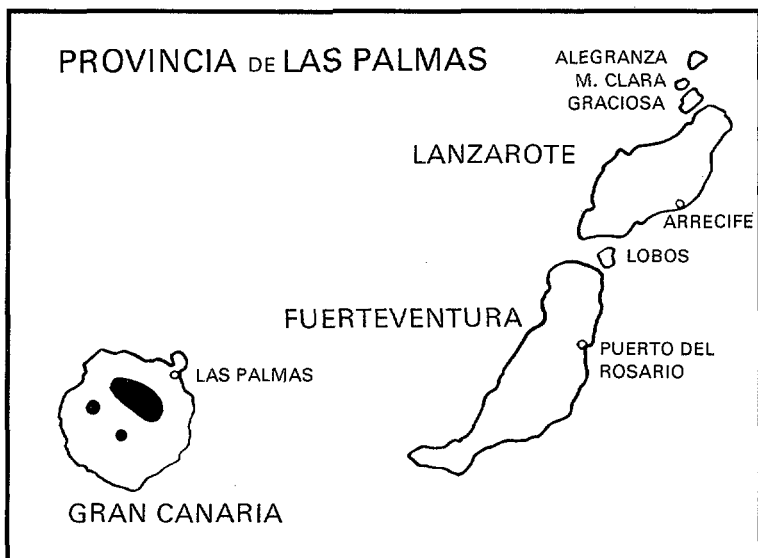 PROVINCIA DE LAS PALMAS
ALEGRANZA
M. CLARA
GRACIOSA
LANZAROTE
ARRECIFE
LOBOS
FUERTEVENTURA
PUERTO DEL
ROSARIO
LAS PALMAS
GRAN CANARIA